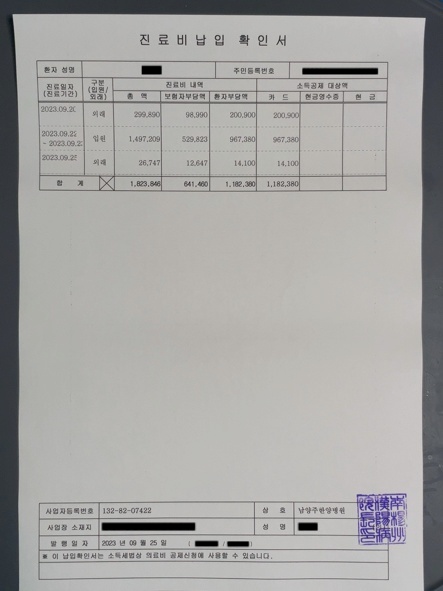 진료비납입 확인서
환자 성명 주민등록번호
진료일자 (진료기간) 구분 (입원/외래) 진료비 내역 소득공제 대상액
총 액 보험자부담액 환자부담액 카 드 현금영수증 현 금
2023.09.20 외래 299,890 98,990 200,900 200,900
2023.09.22 ~ 2023.09.2 입원 1,497,209 529,823 967,380 967,380
2023.09.25 외래 26,747 12,647 14,100 14,100
합 계 1,823,846 641,460 1,182,380 1,182,380
사업자등록번호 132-82-07422 상 호 남양주한양병원
사업장 소재지 성 명
발 행 일 자 2023 년 09 월 25 일 ( / )
※ 이 납입확인서는 소득세법상 의료비 공제신청에 사용할 수 있습니다.